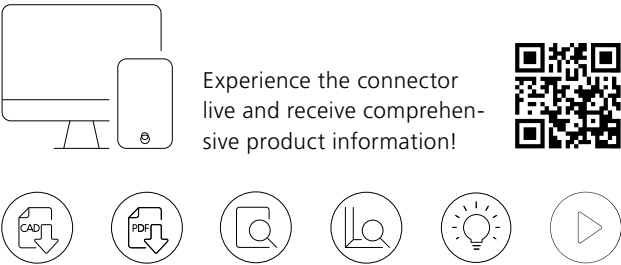 Experience the connector
live and receive comprehen-
sive product information!
CAD
PDF